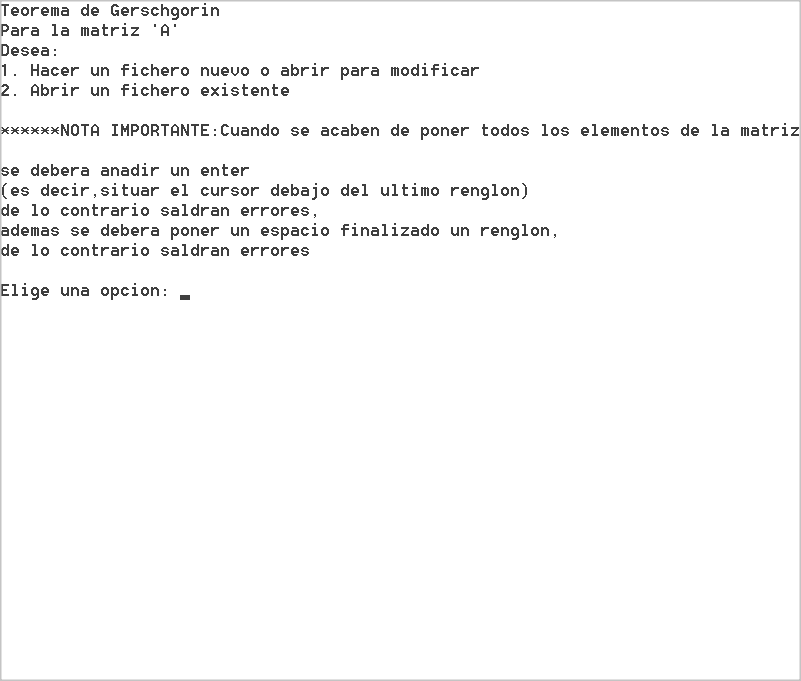 Teorema de Gerschgorin
Para la matriz 'A'
Desea:
1. Hacer un fichero nuevo o abrir para modificar
2. Abrir un fichero existente
******NOTA IMPORTANTE:Cuando se acaben de poner todos los elementos de la matriz
se debera anadir un enter
(es decir,situar el cursor debajo del ultimo renglon)
de lo contrario saldran errores,
ademas se debera poner un espacio finalizado un renglon,
de lo contrario saldran errores
Elige una opcion: _